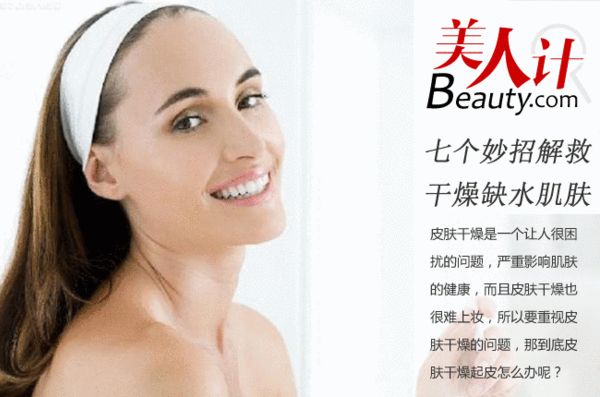 美人计
Beauty.com
七个妙招解救
干燥缺水肌肤
皮肤干燥是一个让人很困
扰的问题，严重影响肌肤
的健康，而且皮肤干燥也
很难上妆，所以要重视皮
肤干燥的问题，那到底皮
肤干燥起皮怎么办呢？